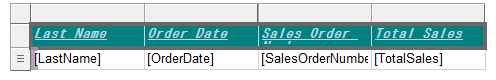 Last Name Order Date Sales Order Total Sales
[LastName] [OrderDate] [SalesOrderNumbe [TotalSales]